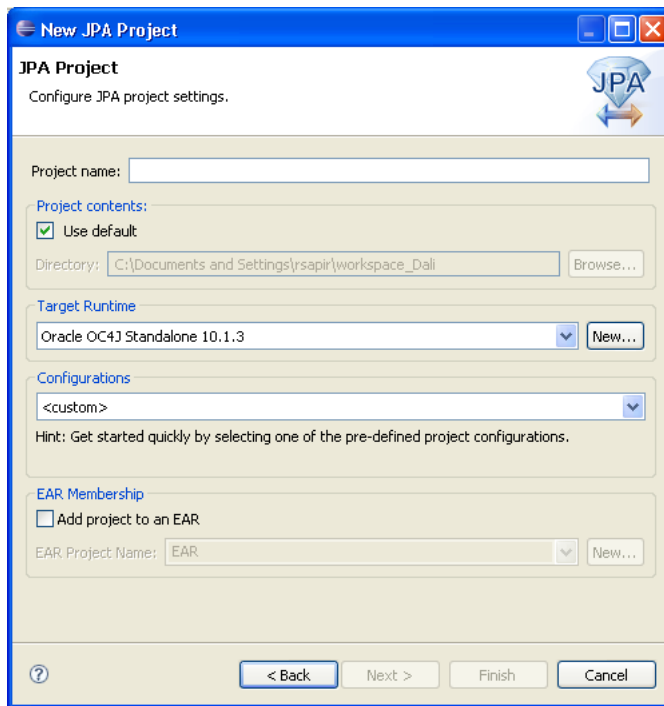 New JPA Project
JPA Project
Configure JPA project settings.
JPA
Project name:
Project contents:
Use default
Directory: C:\Documents and Settings\rsapir\workspace_Dali Browse...
Target Runtime
Oracle OC4J Standalone 10.1.3 New...
Configurations
<custom>
Hint: Get started quickly by selecting one of the pre-defined project configurations.
EAR Membership
Add project to an EAR
EAR Project Name: EAR New...
? < Back Next > Finish Cancel